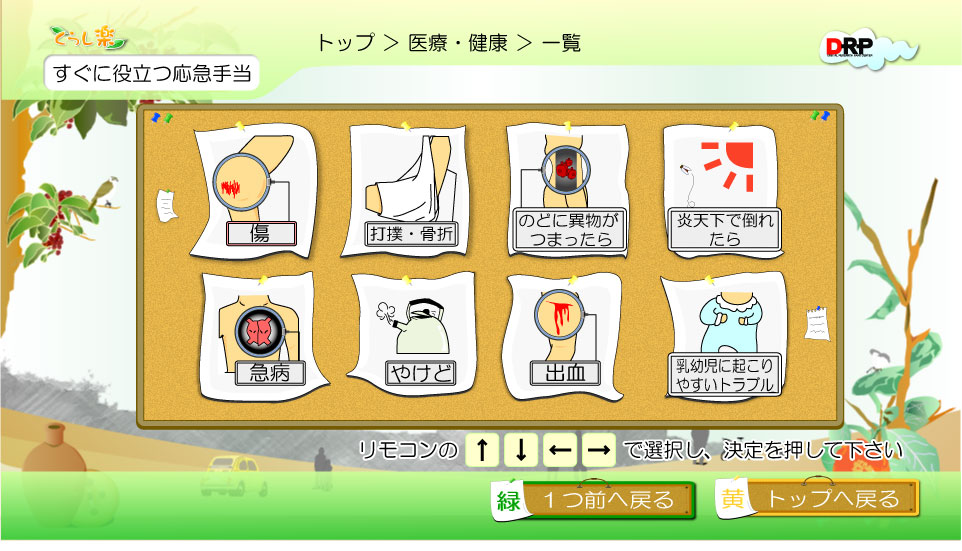 てらし楽
トップ ＞ 医療・健康 ＞ 一覧
DRP
すぐに役立つ応急手当
傷
打撲・骨折
のどに異物が
つまったら
炎天下で倒れ
たら
急病
やけど
出血
乳幼児に起こり
やすいトラブル
リモコンの ↑ ↓ ← → で選択し、決定を押して下さい
緑 １つ前へ戻る
黄 トップへ戻る